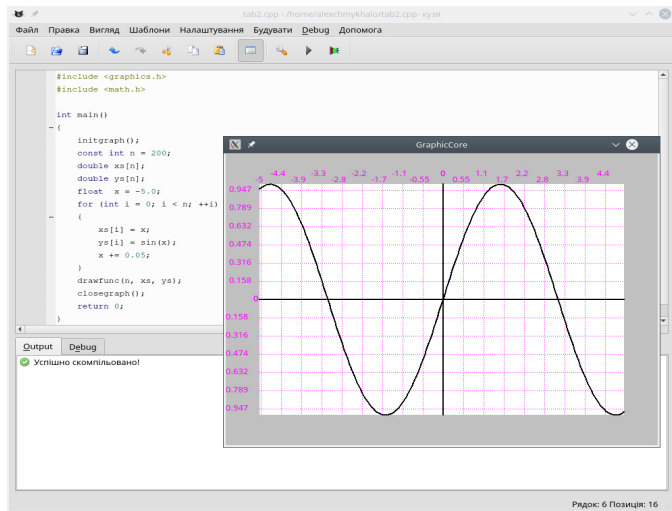 tab2.cpp - /home/alexchmykhalo/tab2.cpp- кузя
Файл Правка Вигляд Шаблони Налаштування Будувати Debug Допомога
#include <graphics.h>
#include <math.h>
int main()
{
initgraph();
const int n = 200;
double xs[n];
double ys[n];
float x = -5.0;
for (int i = 0; i < n; ++i)
{
xs[i] = x;
ys[i] = sin(x);
x += 0.05;
}
drawfunc(n, xs, ys);
closegraph();
return 0;
}
GraphicCore
-4.4 -3.3 -2.2 -1.1 0 1.1 2.2 3.3 4.4
-5 -3.9 -2.8 -1.7 -0.55 0.55 1.7 2.8 3.9
0.947
0.789
0.632
0.474
0.316
0.158
0
0.158
0.316
0.474
0.632
0.789
0.947
Output Debug
Успішно скомпільовано!
Рядок: 6 Позиція: 16